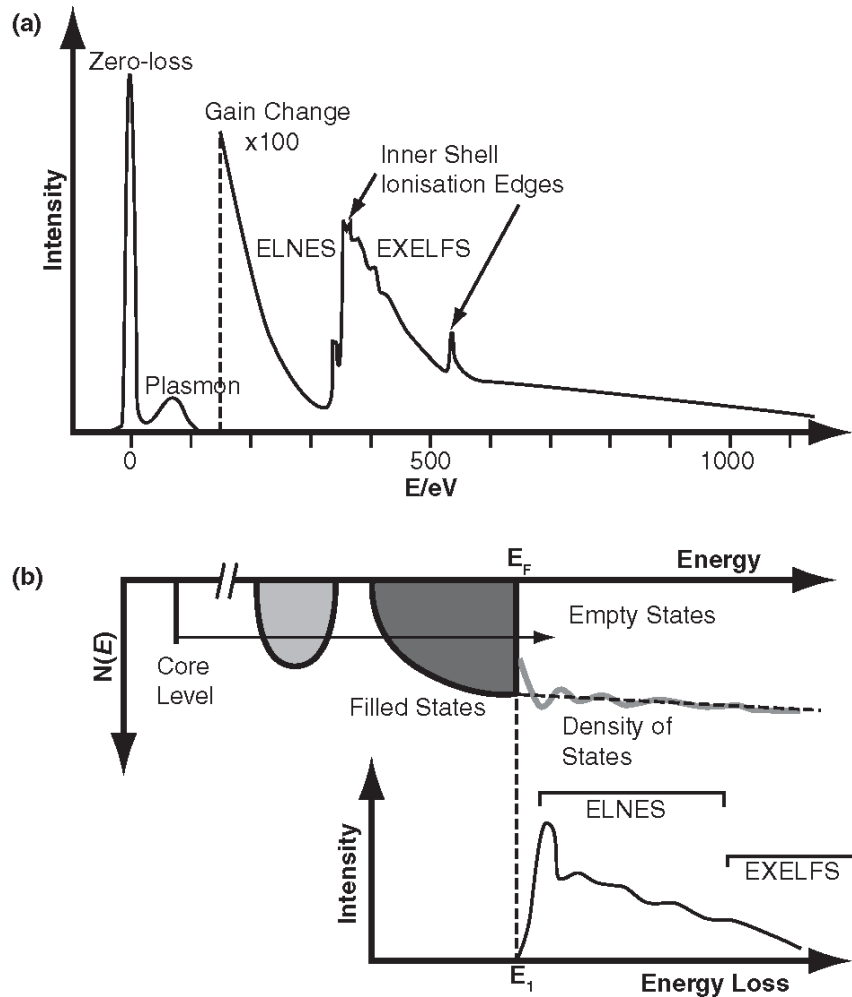 (a)
Zero-loss
Gain Change
x100
Inner Shell
Ionisation Edges
Intensity
ELNES
EXELFS
Plasmon
0
500
1000
E/eV
(b)
E_F
Energy
N(E)
Empty States
Core
Level
Filled States
Density of
States
Intensity
ELNES
EXELFS
E_1
Energy Loss